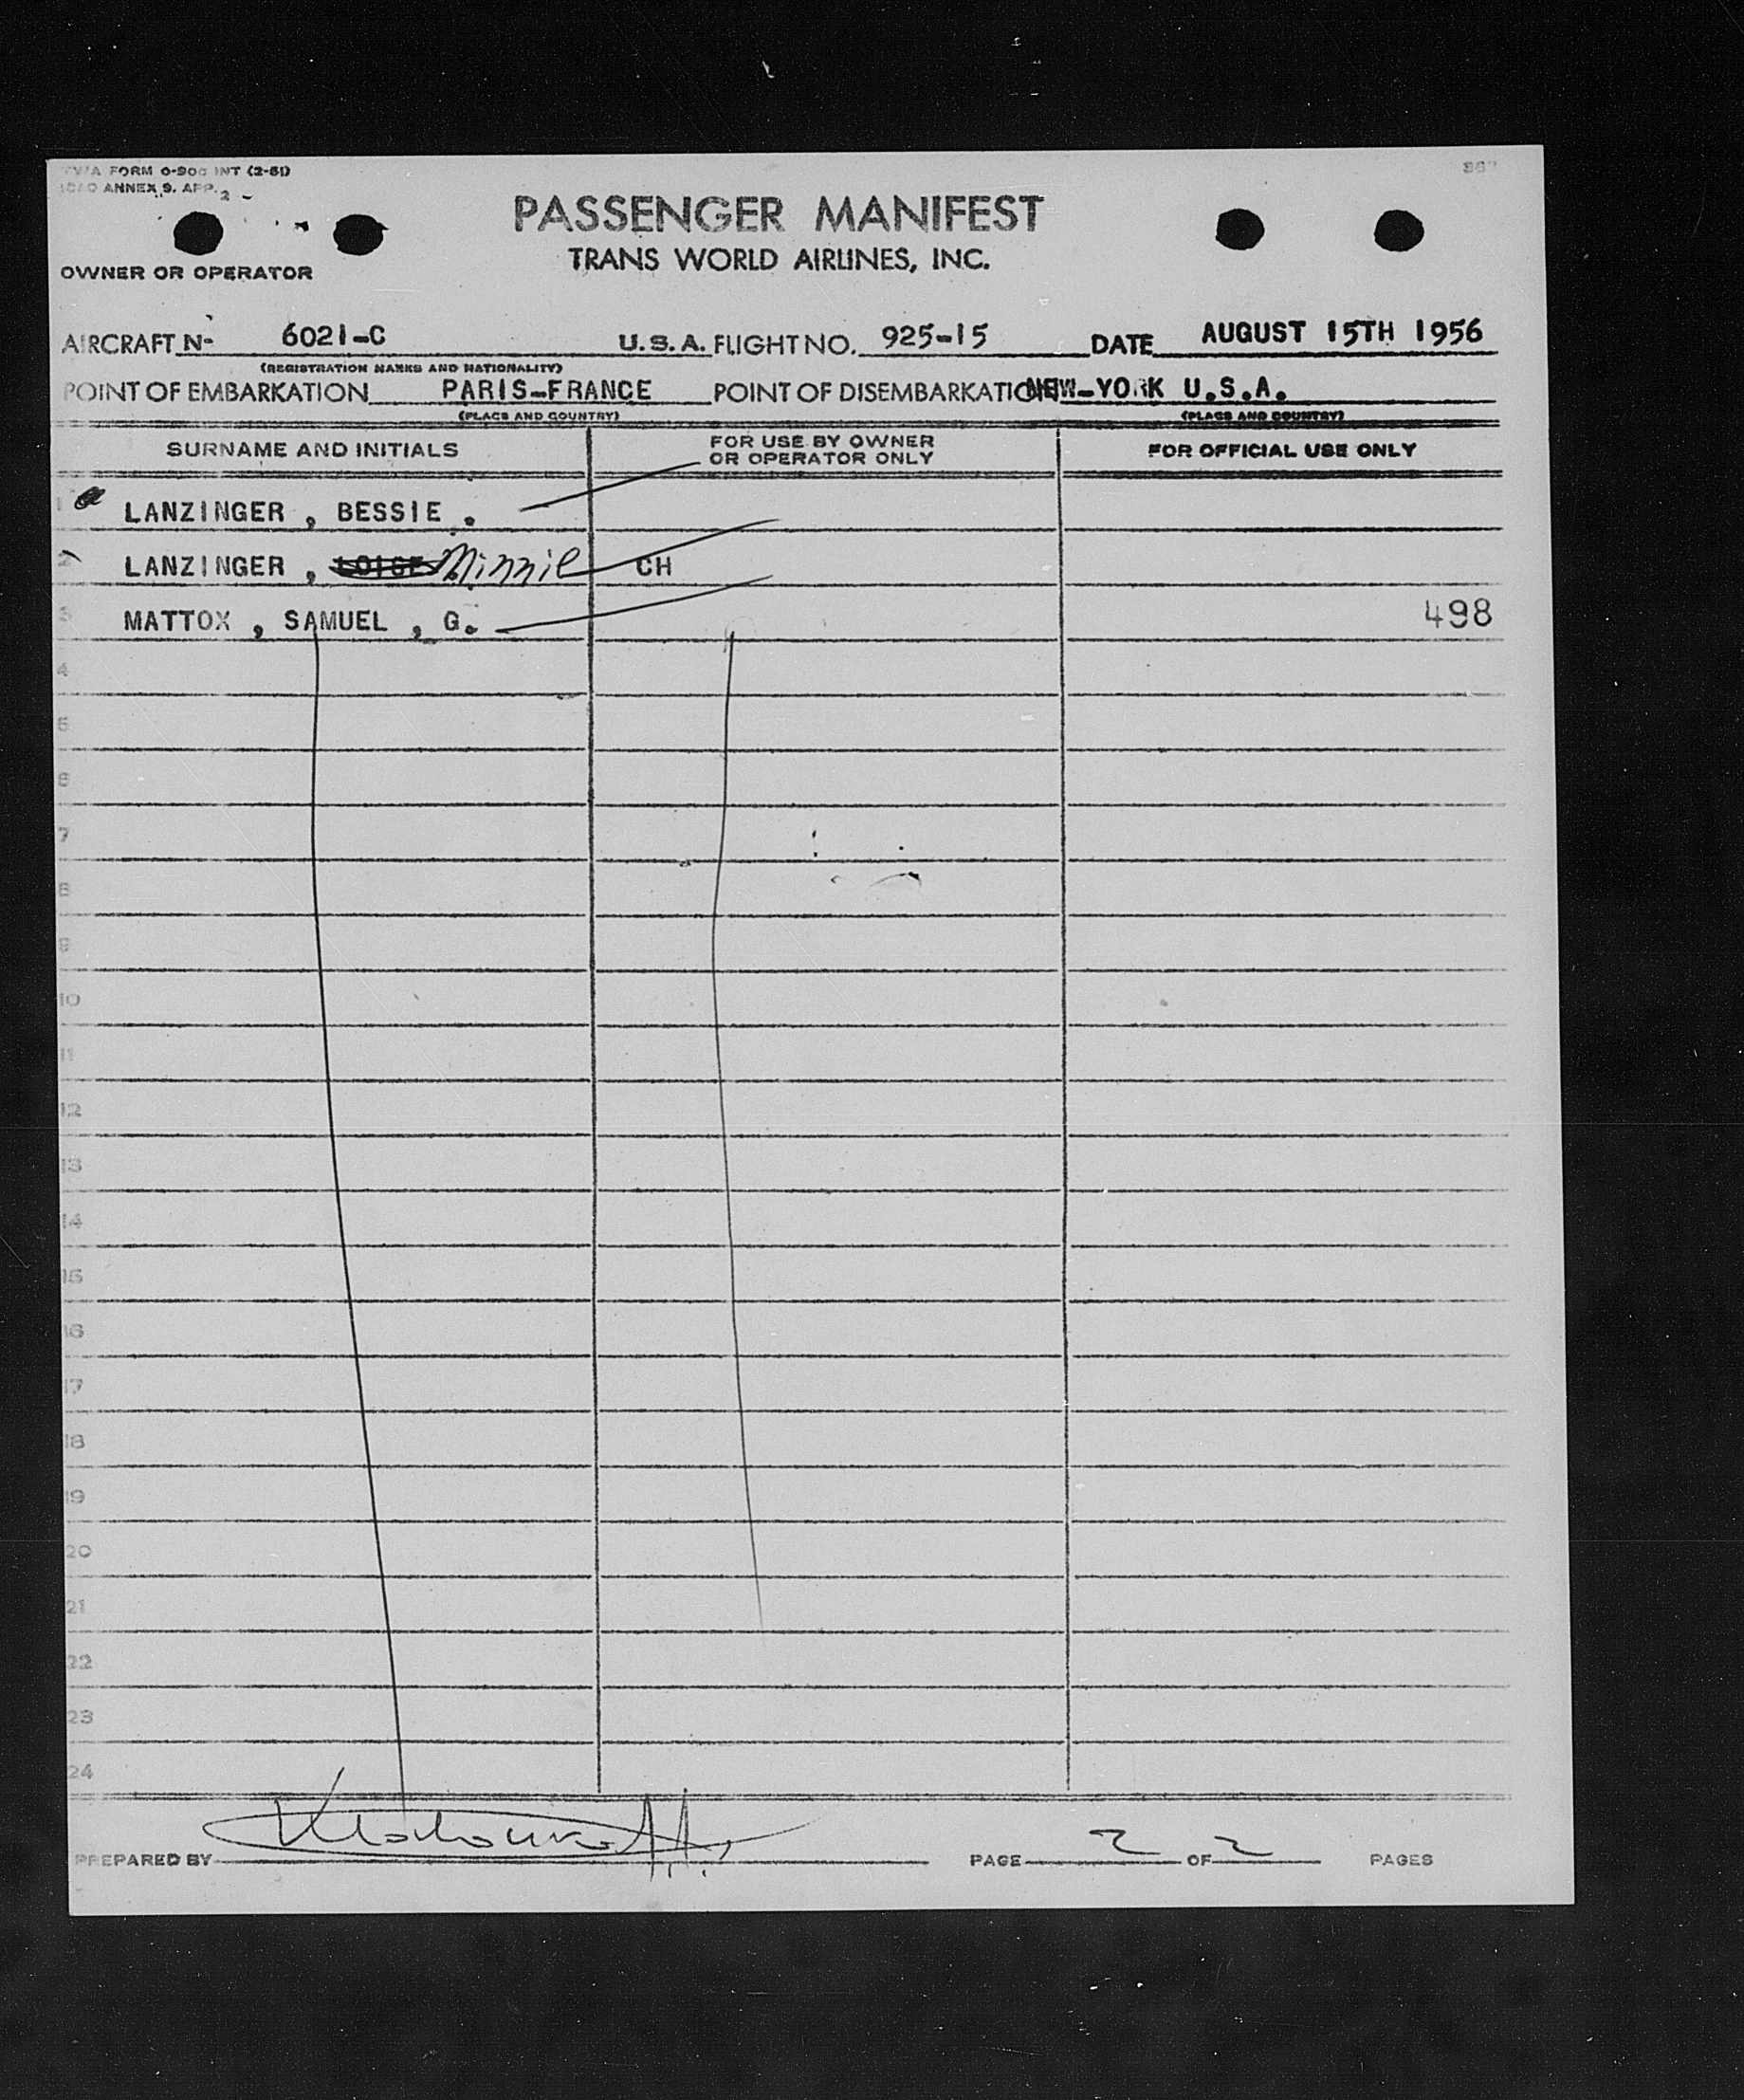 TWA FORM O-90C INT (2-51)
ICAO ANNEX 9. APP. 2
PASSENGER MANIFEST
TRANS WORLD AIRLINES, INC.
OWNER OR OPERATOR
AIRCRAFT N- 6021-C U.S.A. FLIGHT NO. 925-15 DATE AUGUST 15TH 1956
(REGISTRATION MARKS AND NATIONALITY)
POINT OF EMBARKATION PARIS-FRANCE POINT OF DISEMBARKATION NEW-YORK U.S.A.
(PLACE AND COUNTRY) (PLACE AND COUNTRY)
SURNAME AND INITIALS FOR USE BY OWNER OR OPERATOR ONLY FOR OFFICIAL USE ONLY
1 LANZINGER , BESSIE .
2 LANZINGER , Minnie CH
3 MATTOX , SAMUEL , G. 498
4
5
6
7
8
9
10
11
12
13
14
15
16
17
18
19
20
21
22
23
24
PREPARED BY PAGE 2 OF 2 PAGES